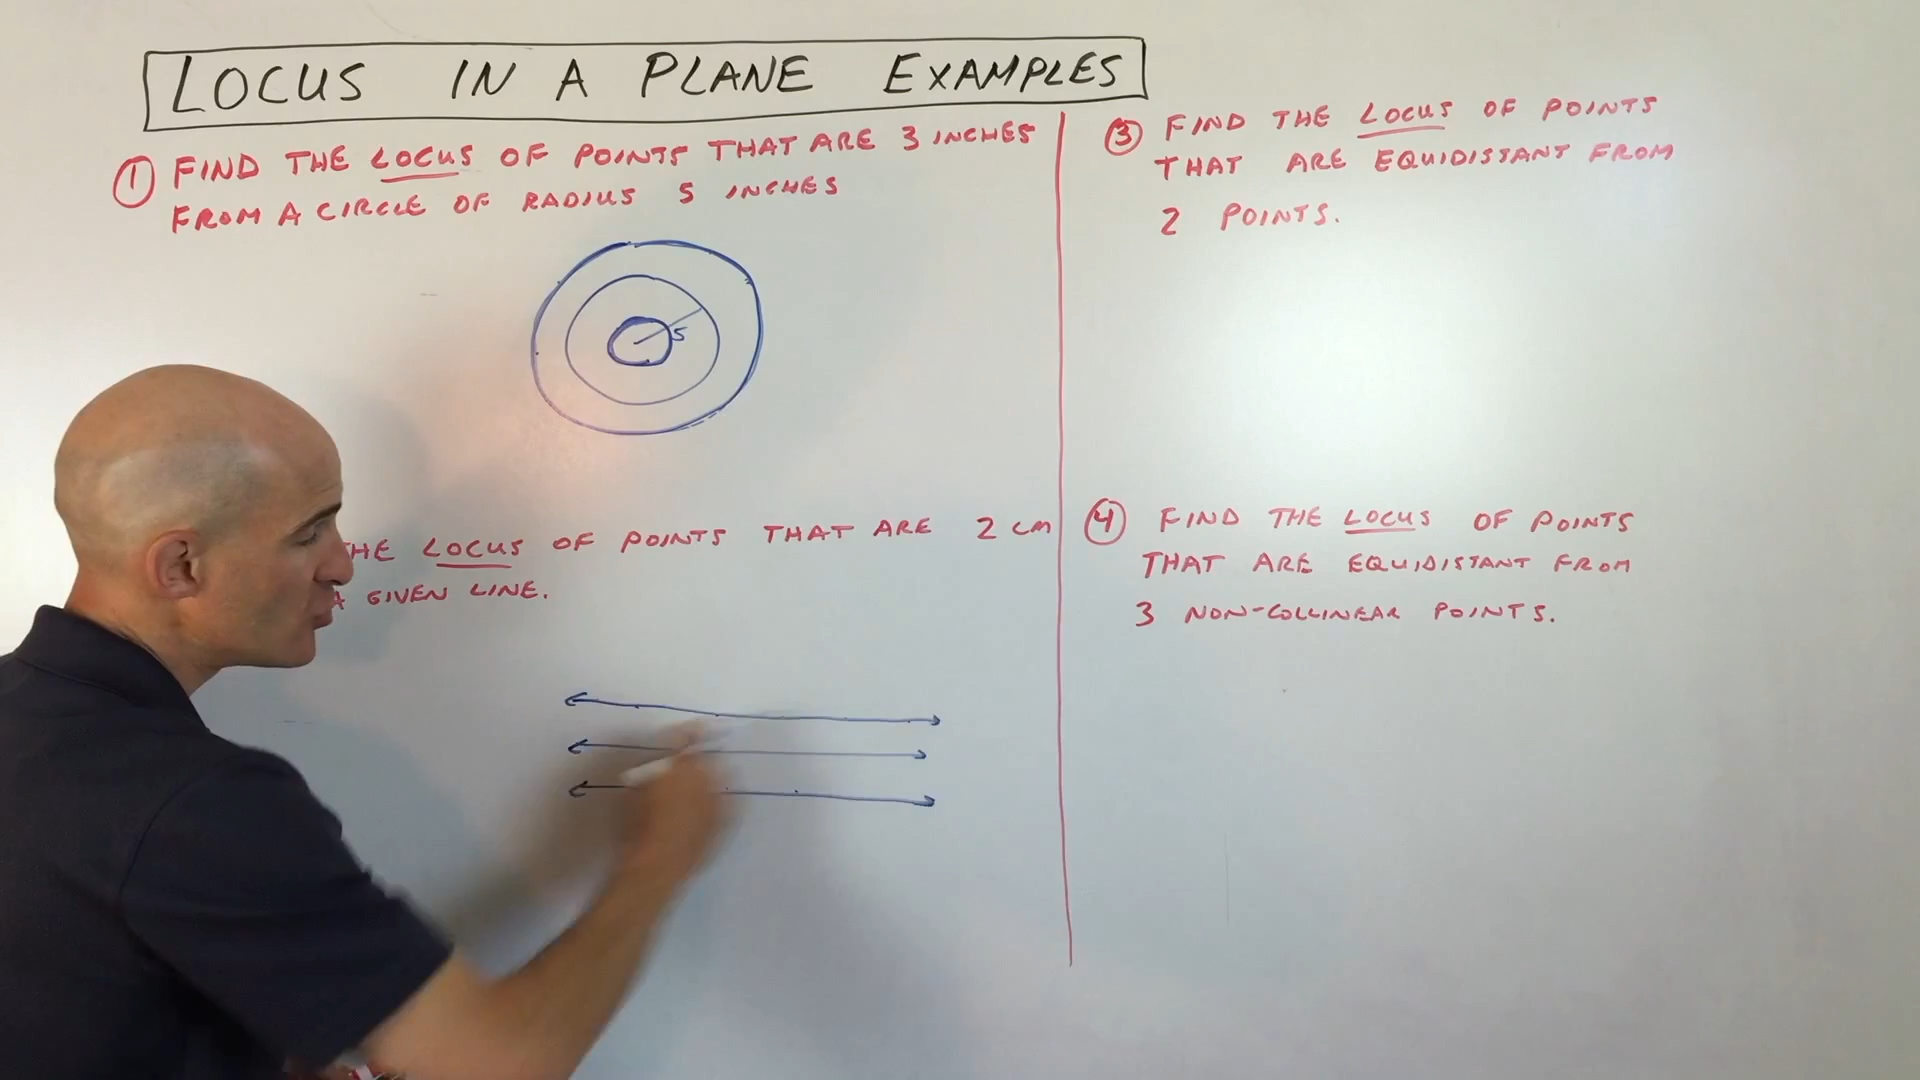 LOCUS IN A PLANE EXAMPLES
① FIND THE LOCUS OF POINTS THAT ARE 3 INCHES
FROM A CIRCLE OF RADIUS 5 INCHES
5
HE LOCUS OF POINTS THAT ARE 2 CM
A GIVEN LINE.
③ FIND THE LOCUS OF POINTS
THAT ARE EQUIDISTANT FROM
2 POINTS.
④ FIND THE LOCUS OF POINTS
THAT ARE EQUIDISTANT FROM
3 NON-COLLINEAR POINTS.